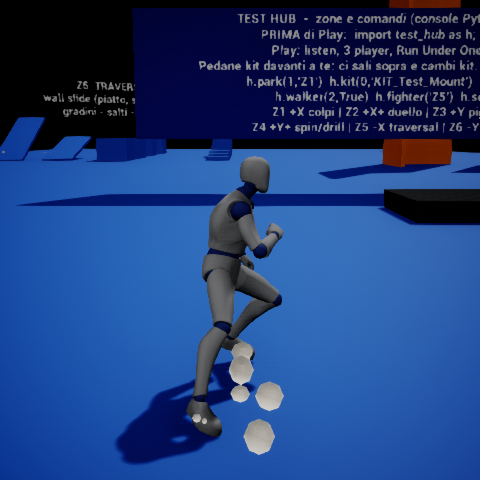 TEST HUB - zone e comandi (console Pyt
PRIMA di Play: import test_hub as h;
Play: listen, 3 player, Run Under One
Pedane kit davanti a te: ci sali sopra e cambi kit.
h.park(1,'Z1') h.kit(0,'KIT_Test_Mount')
h.walker(2,True) h.fighter('Z5') h.s
Z1 +X colpi | Z2 +X+ duello | Z3 +Y pi
Z4 +Y+ spin/drill | Z5 -X traversal | Z6 -Y
Z5 TRAVERS
wall slide (piatto, s
gradini - salti -